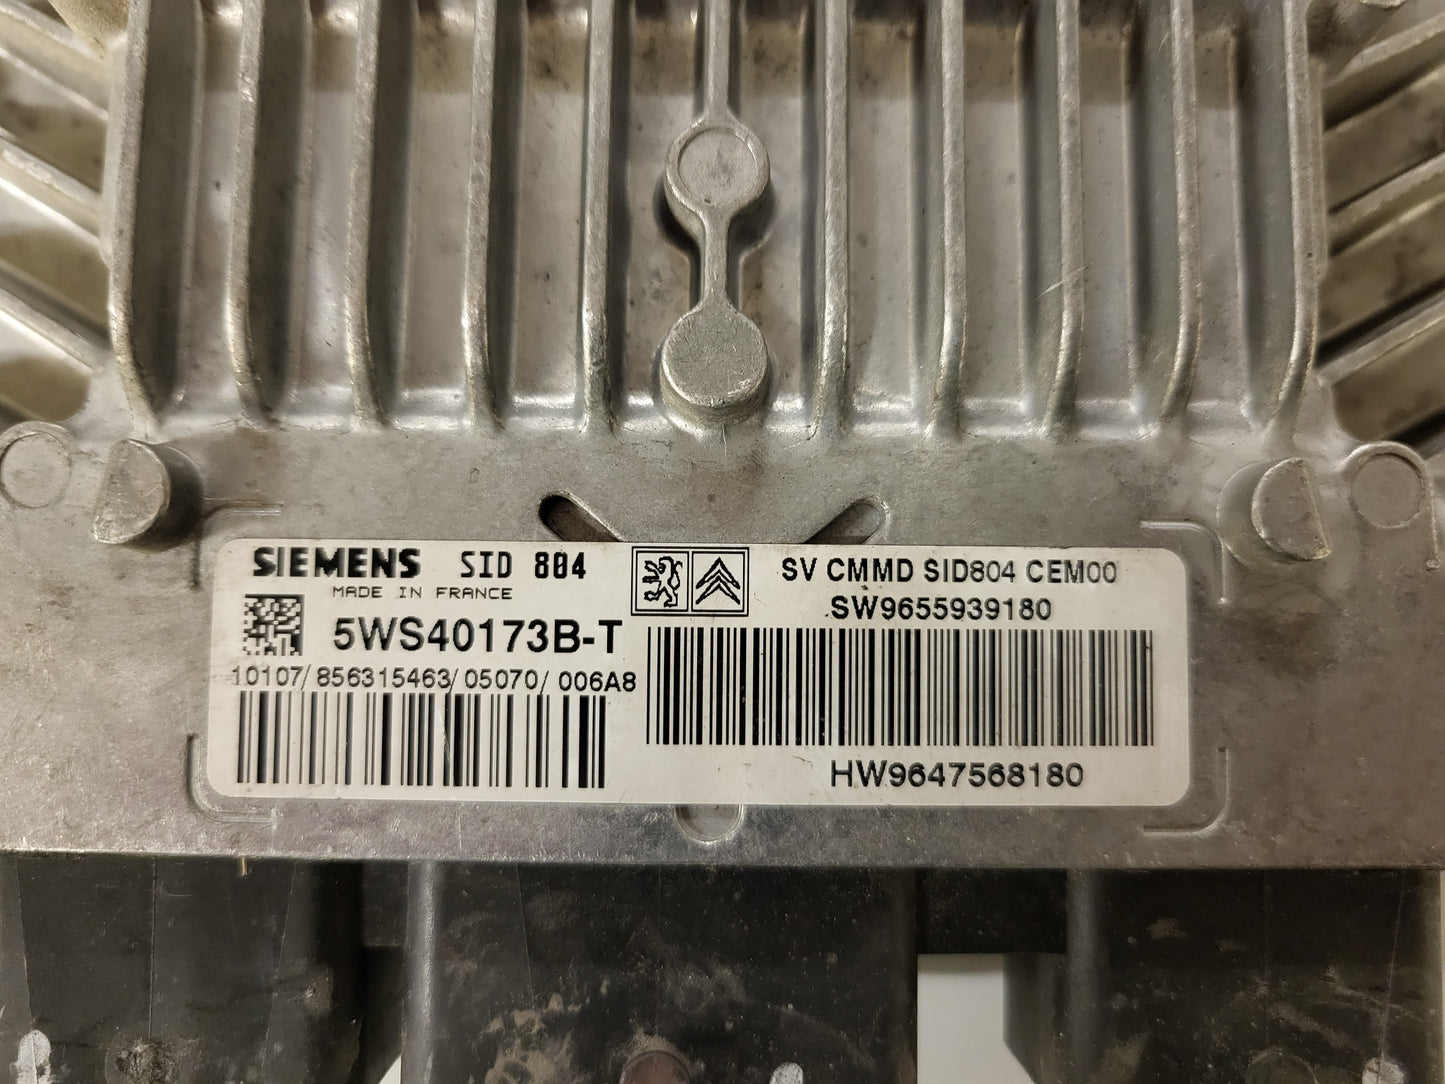 SIEMENS SID 804
MADE IN FRANCE
5WS40173B-T
10107/856315463/05070/006A8
SV CMMD SID804 CEM00
SW9655939180
HW9647568180